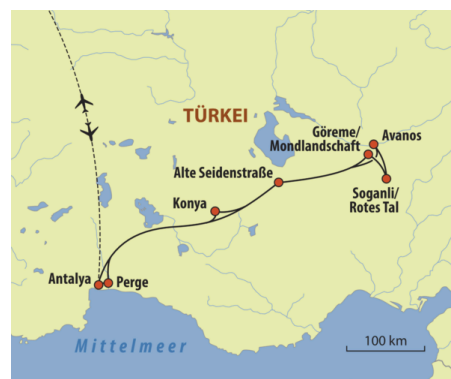 TÜRKEI
Göreme/
Mondlandschaft
Avanos
Alte Seidenstraße
Soganli/
Rotes Tal
Konya
Antalya
Perge
Mittelmeer
100 km